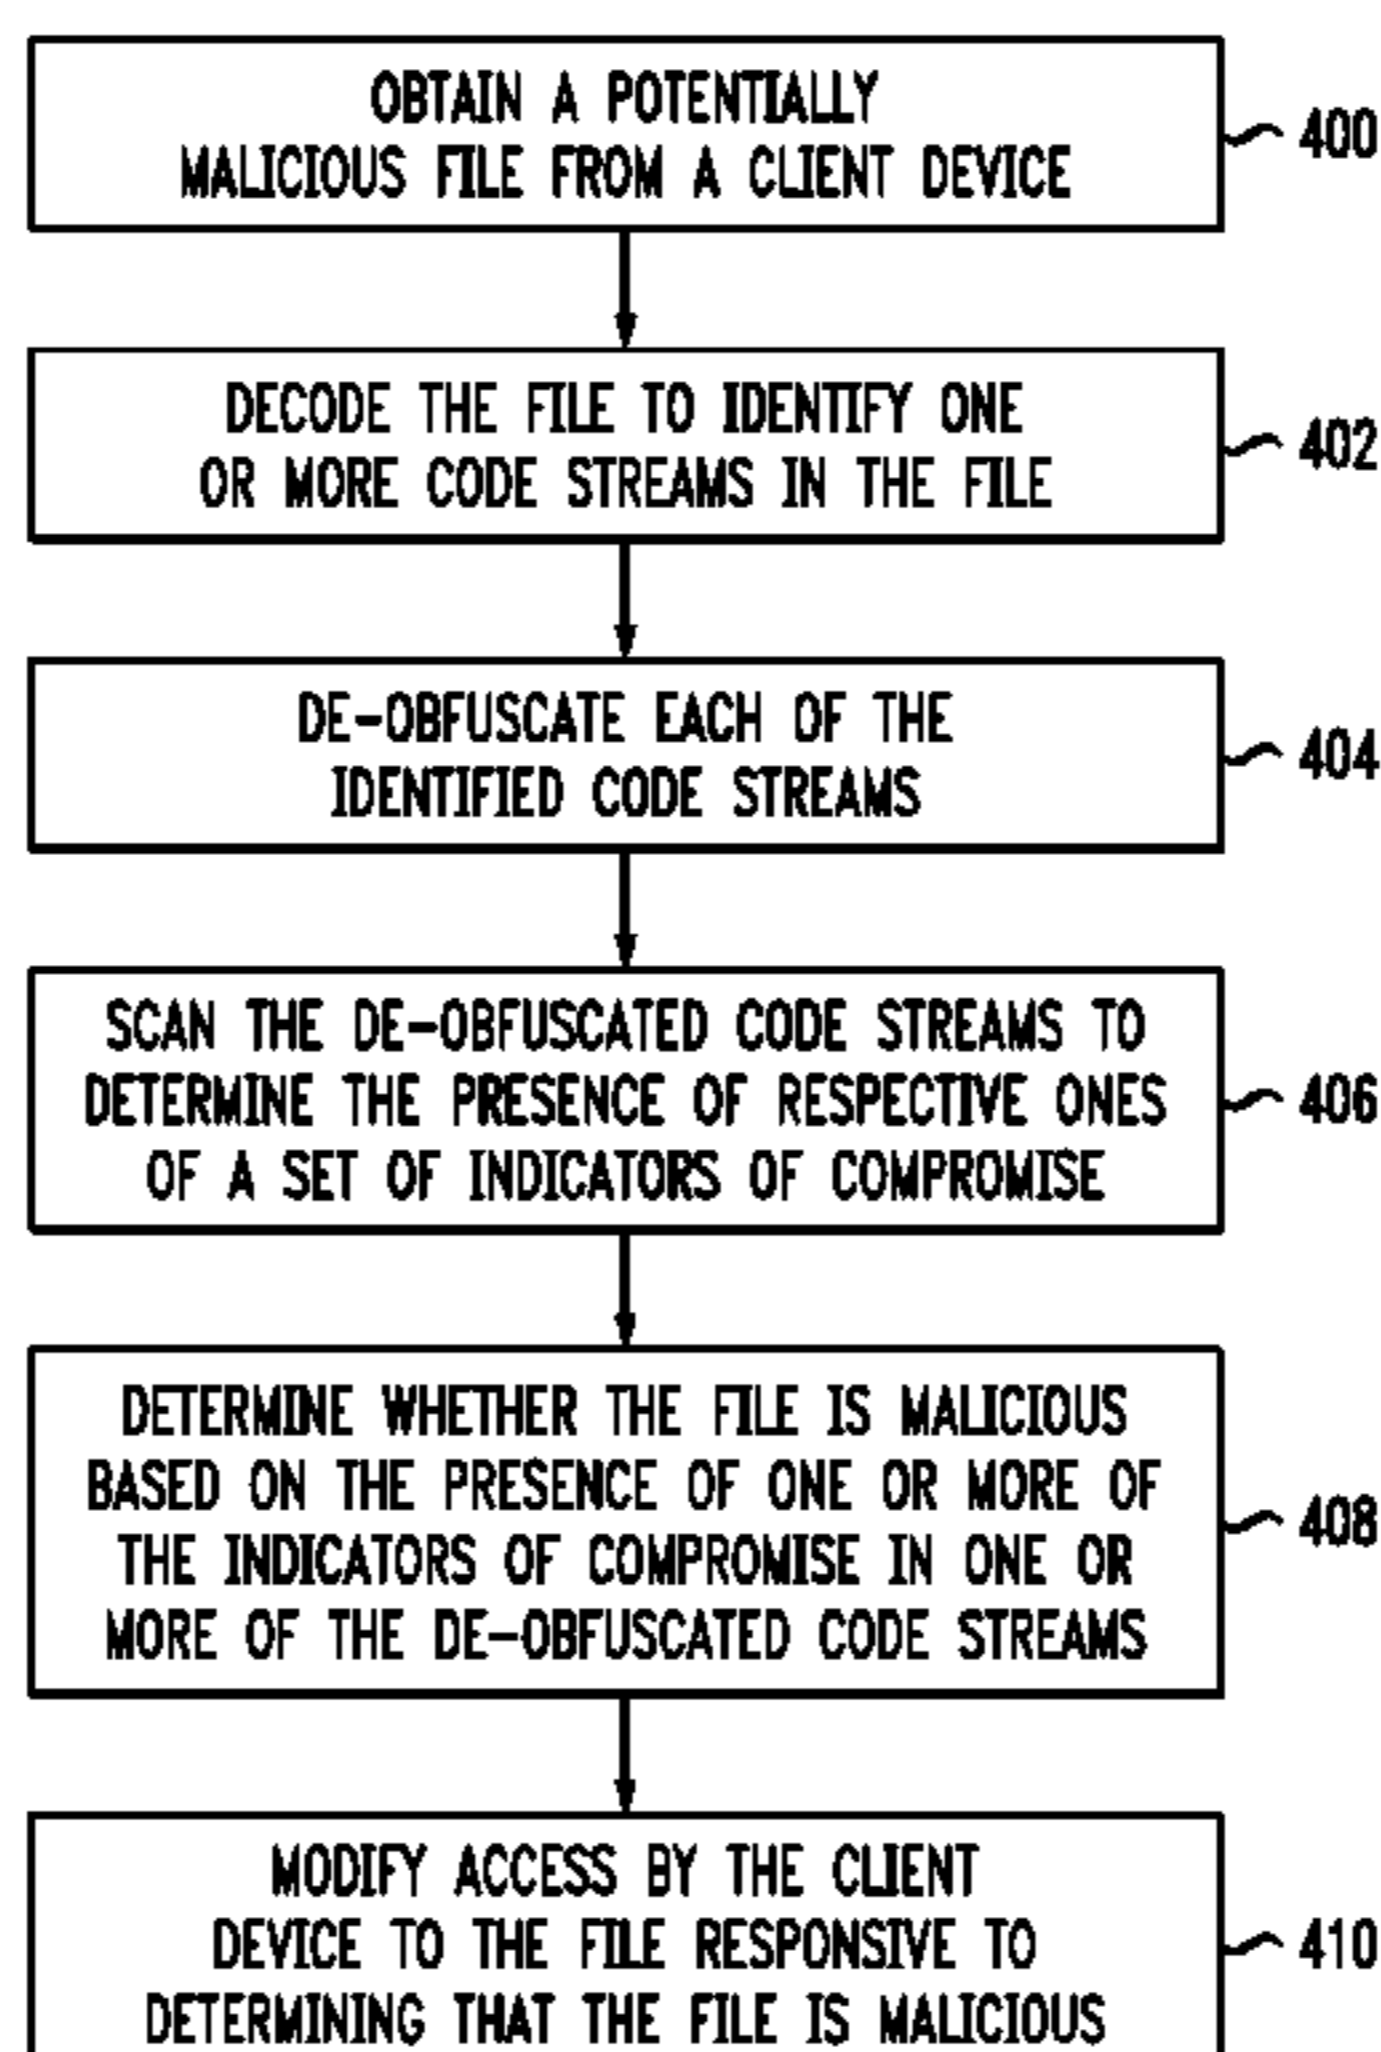 OBTAIN A POTENTIALLY
MALICIOUS FILE FROM A CLIENT DEVICE
400
DECODE THE FILE TO IDENTIFY ONE
OR MORE CODE STREAMS IN THE FILE
402
DE-OBFUSCATE EACH OF THE
IDENTIFIED CODE STREAMS
404
SCAN THE DE-OBFUSCATED CODE STREAMS TO
DETERMINE THE PRESENCE OF RESPECTIVE ONES
OF A SET OF INDICATORS OF COMPROMISE
406
DETERMINE WHETHER THE FILE IS MALICIOUS
BASED ON THE PRESENCE OF ONE OR MORE OF
THE INDICATORS OF COMPROMISE IN ONE OR
MORE OF THE DE-OBFUSCATED CODE STREAMS
408
MODIFY ACCESS BY THE CLIENT
DEVICE TO THE FILE RESPONSIVE TO
DETERMINING THAT THE FILE IS MALICIOUS
410